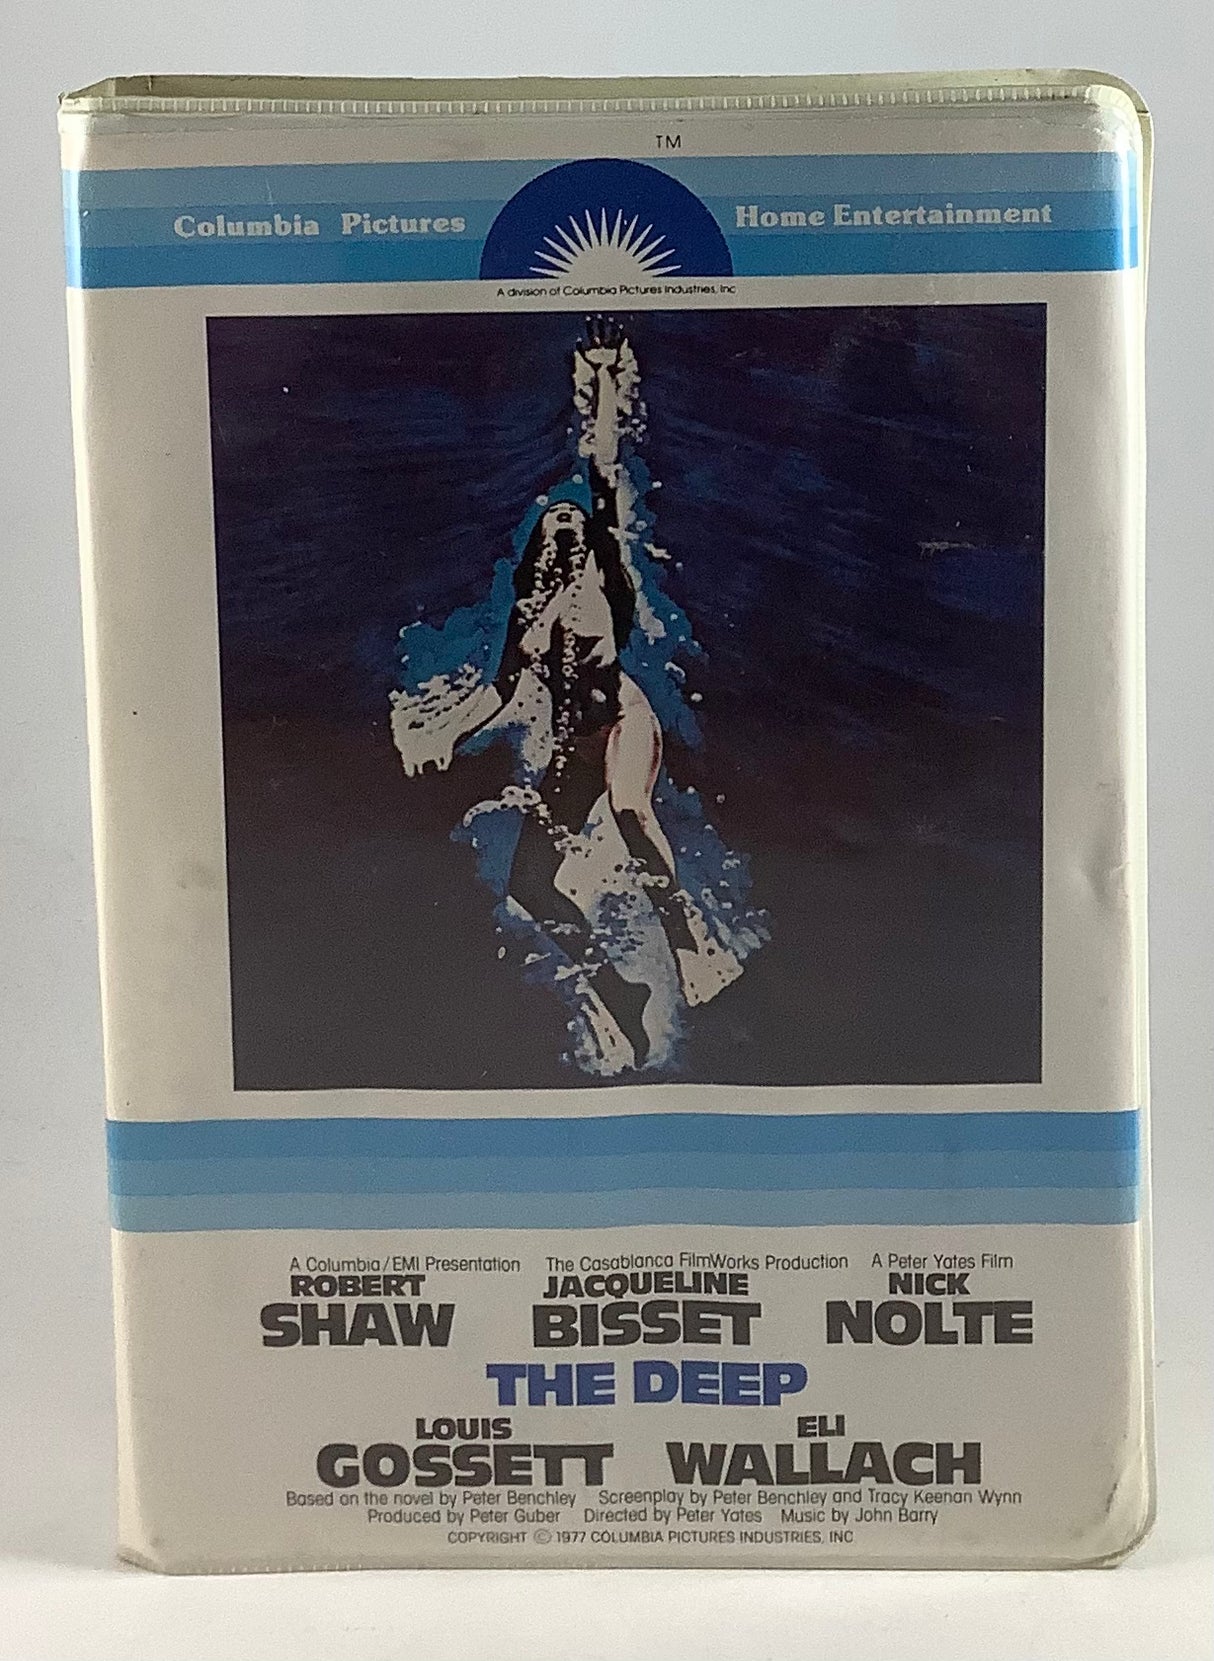 TM
Columbia Pictures Home Entertainment
A division of Columbia Pictures Industries, Inc
A Columbia/EMI Presentation The Casablanca FilmWorks Production A Peter Yates Film
ROBERT JACQUELINE NICK
SHAW BISSET NOLTE
THE DEEP
LOUIS ELI
GOSSETT WALLACH
Based on the novel by Peter Benchley Screenplay by Peter Benchley and Tracy Keenan Wynn
Produced by Peter Guber Directed by Peter Yates Music by John Barry
COPYRIGHT © 1977 COLUMBIA PICTURES INDUSTRIES, INC